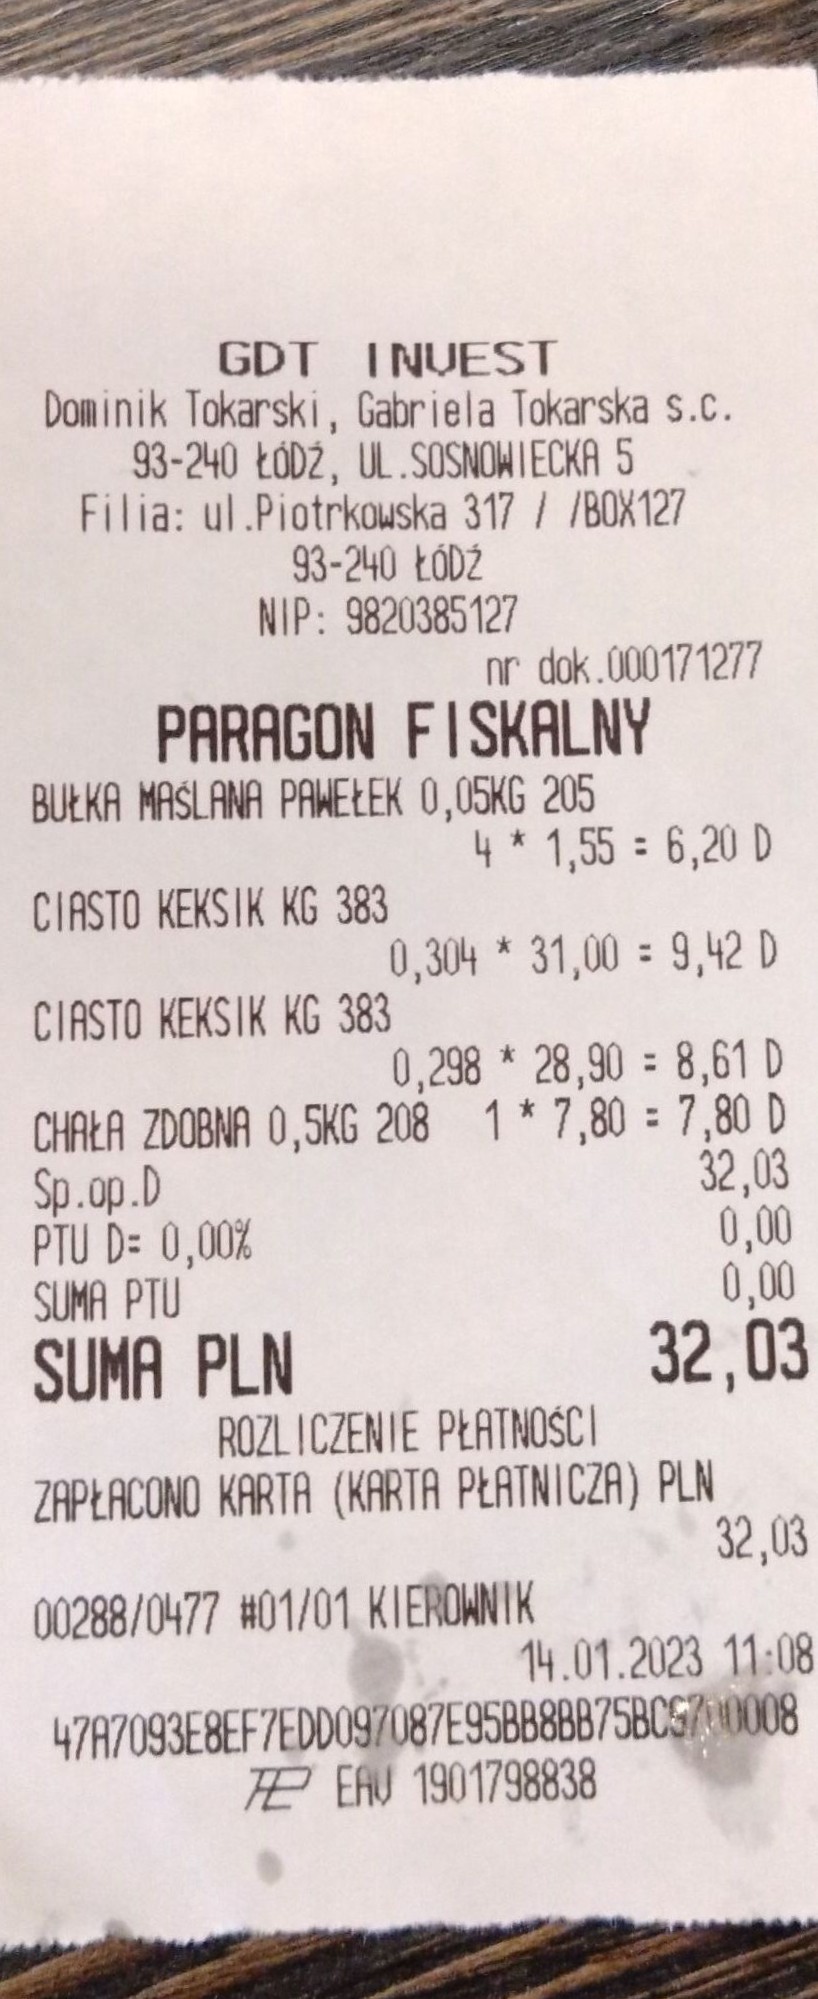 GDT INVEST
Dominik Tokarski, Gabriela Tokarska s.c.
93-240 ŁÓDŹ, UL.SOSNOWIECKA 5
Filia: ul.Piotrkowska 317 / /BOX127
93-240 ŁÓDŹ
NIP: 9820385127
nr dok.000171277
PARAGON FISKALNY
BUŁKA MAŚLANA PAWEŁEK 0,05KG 205
4 * 1,55 = 6,20 D
CIASTO KEKSIK KG 383
0,304 * 31,00 = 9,42 D
CIASTO KEKSIK KG 383
0,298 * 28,90 = 8,61 D
CHAŁA ZDOBNA 0,5KG 208 1 * 7,80 = 7,80 D
Sp.op.D 32,03
PTU D= 0,00% 0,00
SUMA PTU 0,00
SUMA PLN 32,03
ROZLICZENIE PŁATNOŚCI
ZAPŁACONO KARTA (KARTA PŁATNICZA) PLN
32,03
00288/0477 #01/01 KIEROWNIK
14.01.2023 11:08
EAV 1901798838